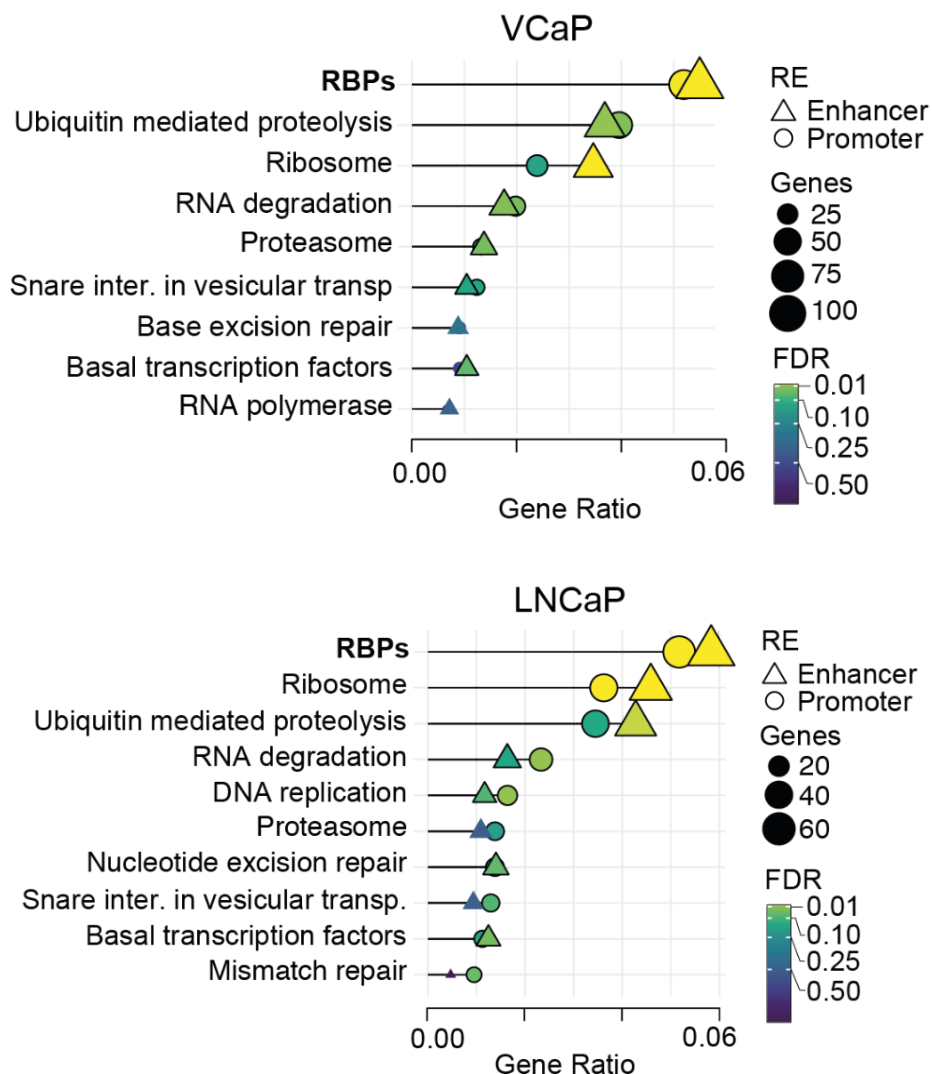 VCaP
RBPs
Ubiquitin mediated proteolysis
Ribosome
RNA degradation
Proteasome
Snare inter. in vesicular transp
Base excision repair
Basal transcription factors
RNA polymerase
0.00 0.06
Gene Ratio
RE
Enhancer
Promoter
Genes
25
50
75
100
FDR
0.01
0.10
0.25
0.50
LNCaP
RBPs
Ribosome
Ubiquitin mediated proteolysis
RNA degradation
DNA replication
Proteasome
Nucleotide excision repair
Snare inter. in vesicular transp.
Basal transcription factors
Mismatch repair
0.00 0.06
Gene Ratio
RE
Enhancer
Promoter
Genes
20
40
60
FDR
0.01
0.10
0.25
0.50